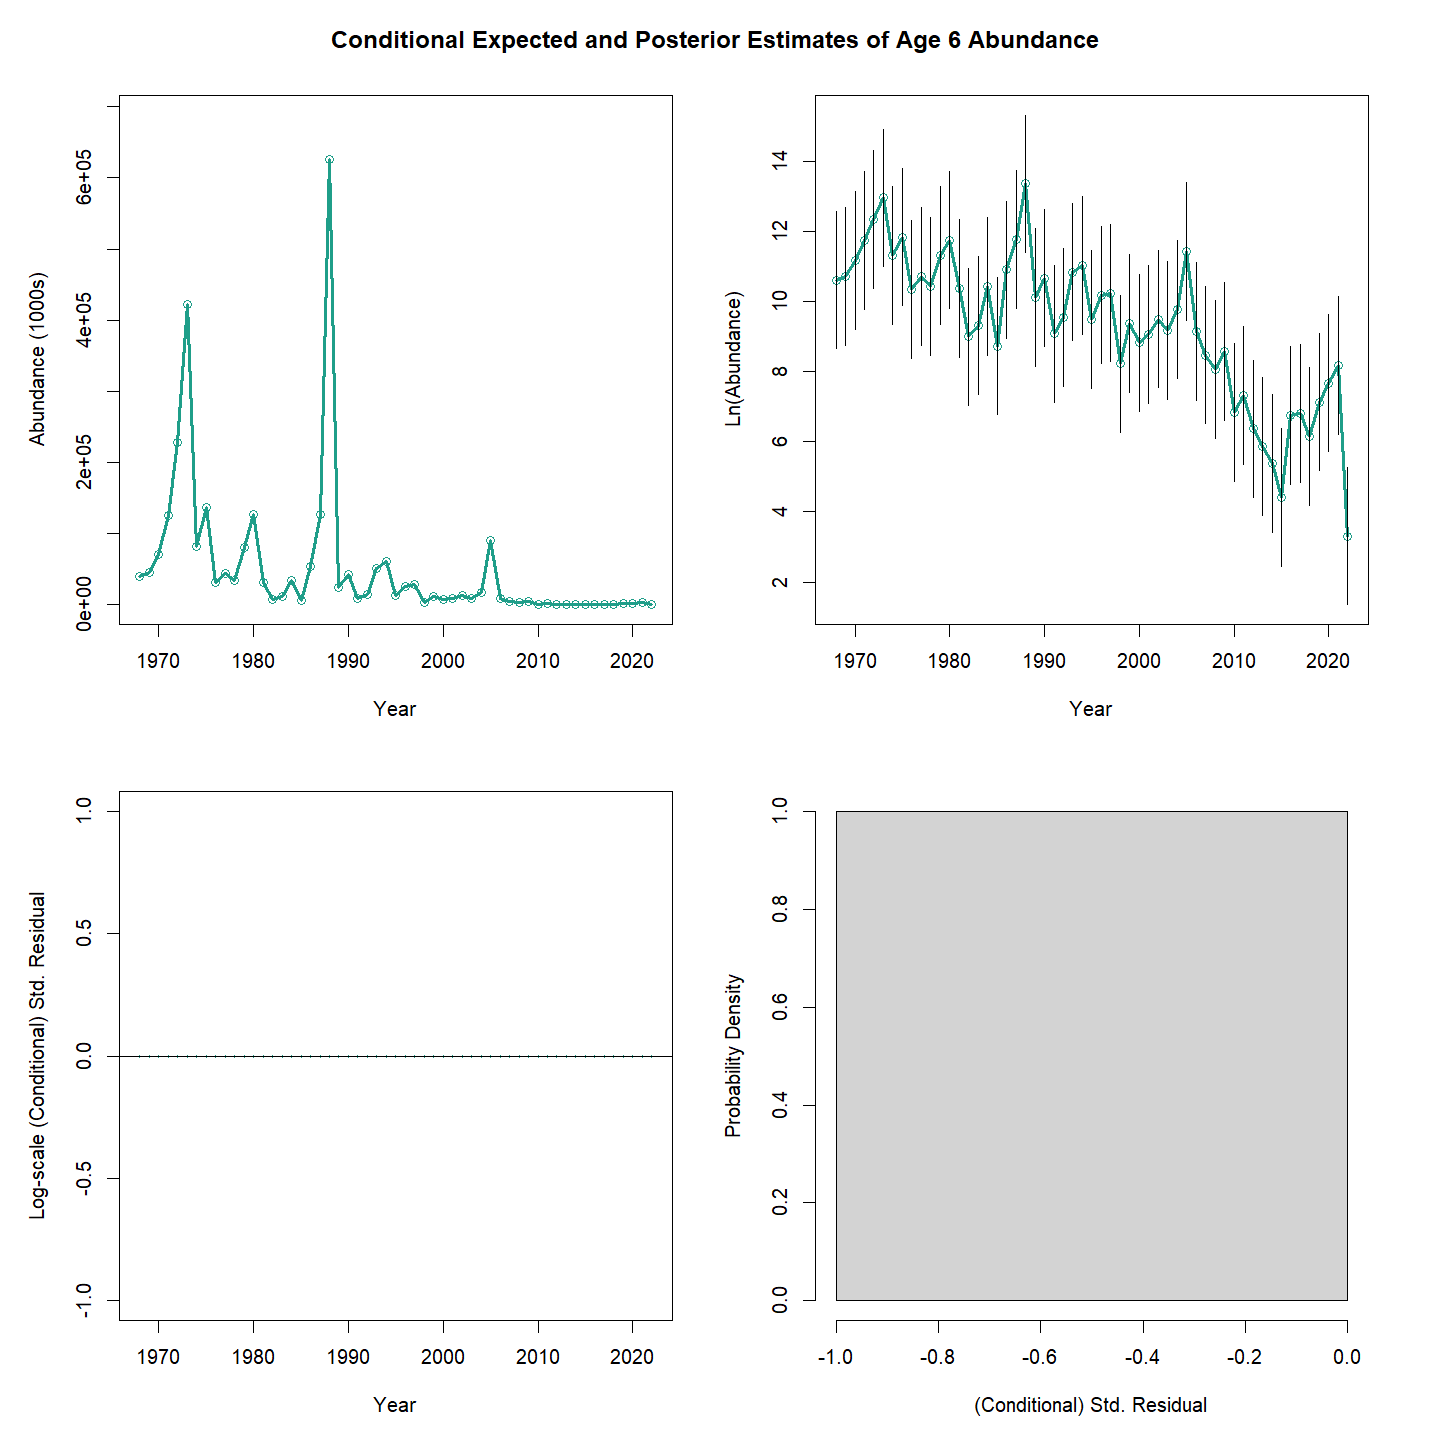 Conditional Expected and Posterior Estimates of Age 6 Abundance
Abundance (1000s)
6e+05
4e+05
2e+05
0e+00
1970 1980 1990 2000 2010 2020
Year
Ln(Abundance)
14
12
10
8
6
4
2
1970 1980 1990 2000 2010 2020
Year
Log-scale (Conditional) Std. Residual
1.0
0.5
0.0
-0.5
-1.0
1970 1980 1990 2000 2010 2020
Year
Probability Density
1.0
0.8
0.6
0.4
0.2
0.0
-1.0 -0.8 -0.6 -0.4 -0.2 0.0
(Conditional) Std. Residual